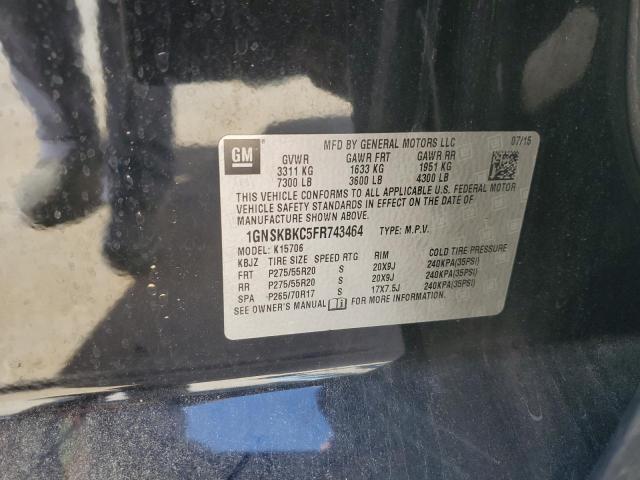 GM
MFD BY GENERAL MOTORS LLC 07/15
GVWR GAWR FRT GAWR RR
3311 KG 1633 KG 1951 KG
7300 LB 3600 LB 4300 LB
THIS VEHICLE CONFORMS TO ALL APPLICABLE U.S. FEDERAL MOTOR
VEHICLE SAFETY STANDARDS IN EFFECT ON THE DATE OF
MANUFACTURE SHOWN ABOVE.
1GNSKBKC5FR743464 TYPE: M.P.V.
MODEL: K15706
KBJZ TIRE SIZE SPEED RTG RIM COLD TIRE PRESSURE
FRT P275/55R20 S 20X9J 240KPA(35PSI)
RR P275/55R20 S 20X9J 240KPA(35PSI)
SPA P265/70R17 S 17X7.5J 240KPA(35PSI)
SEE OWNER'S MANUAL FOR MORE INFORMATION.